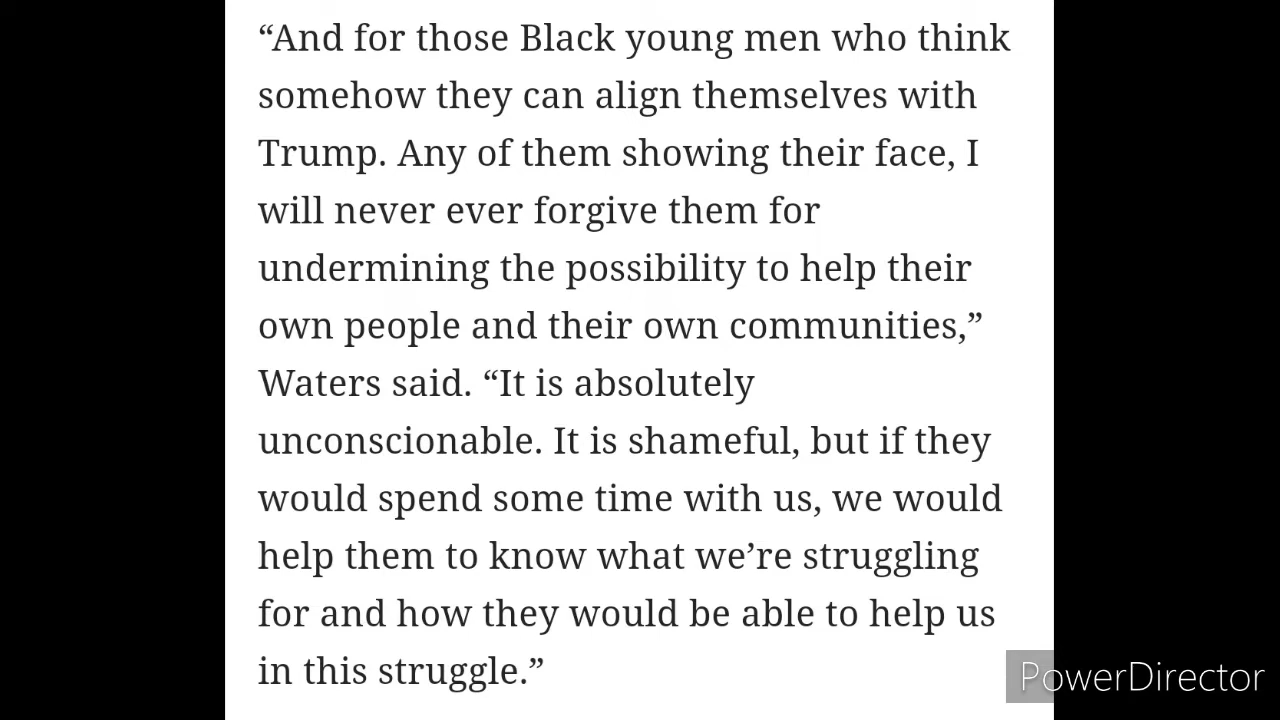 “And for those Black young men who think
somehow they can align themselves with
Trump. Any of them showing their face, I
will never ever forgive them for
undermining the possibility to help their
own people and their own communities,”
Waters said. “It is absolutely
unconscionable. It is shameful, but if they
would spend some time with us, we would
help them to know what we’re struggling
for and how they would be able to help us
in this struggle.”
PowerDirector